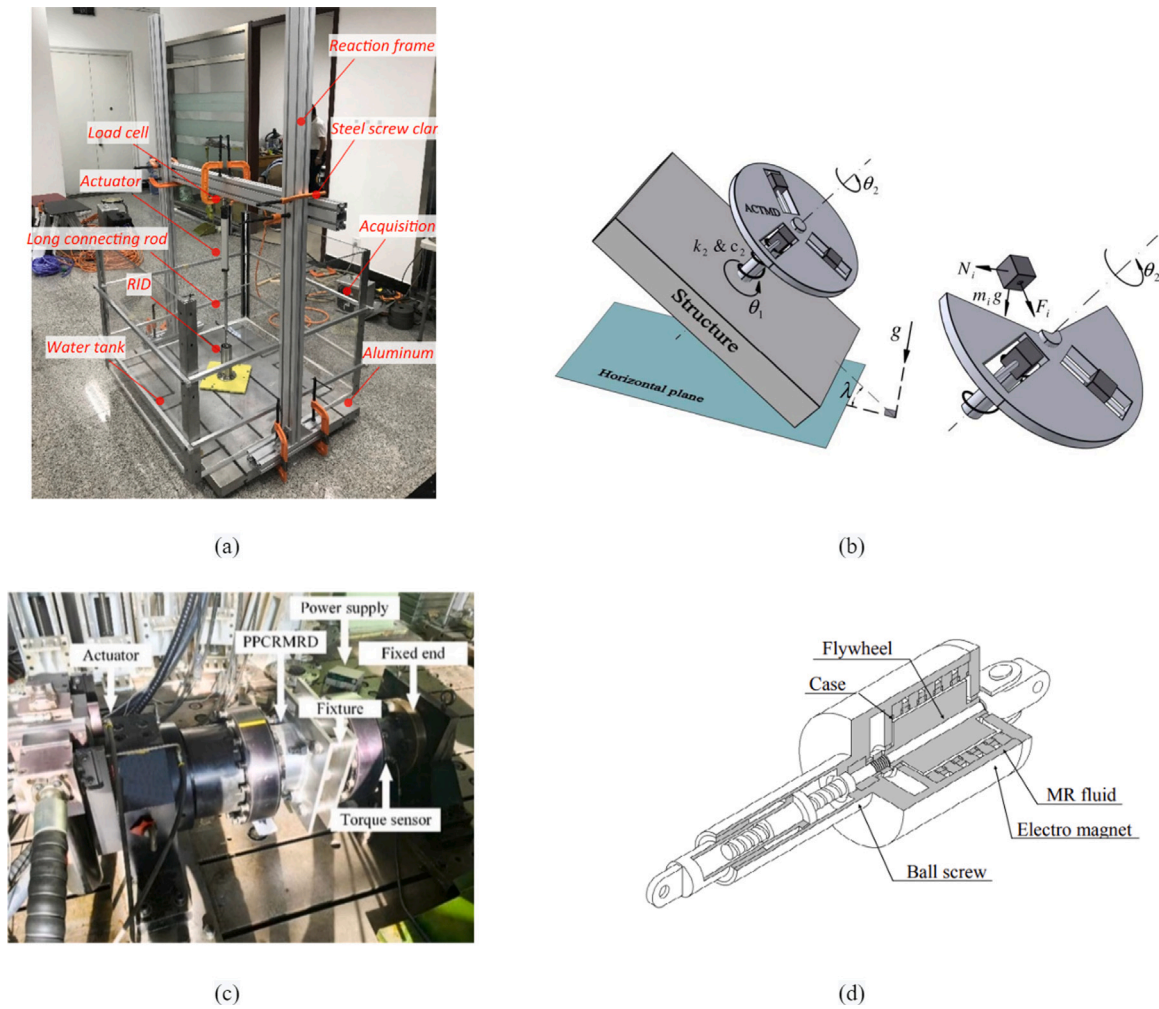 Reaction frame
Load cell
Steel screw clar
Actuator
Acquisition
Long connecting rod
RID
Water tank
Aluminum
(a)
θ₂
ACTMD
k₂ & c₂
θ₁
Structure
g
Horizontal plane
λ
Nᵢ
mᵢg
Fᵢ
θ₂
(b)
Power supply
PPCRMRD
Actuator
Fixed end
Fixture
Torque sensor
(c)
Flywheel
Case
MR fluid
Electro magnet
Ball screw
(d)